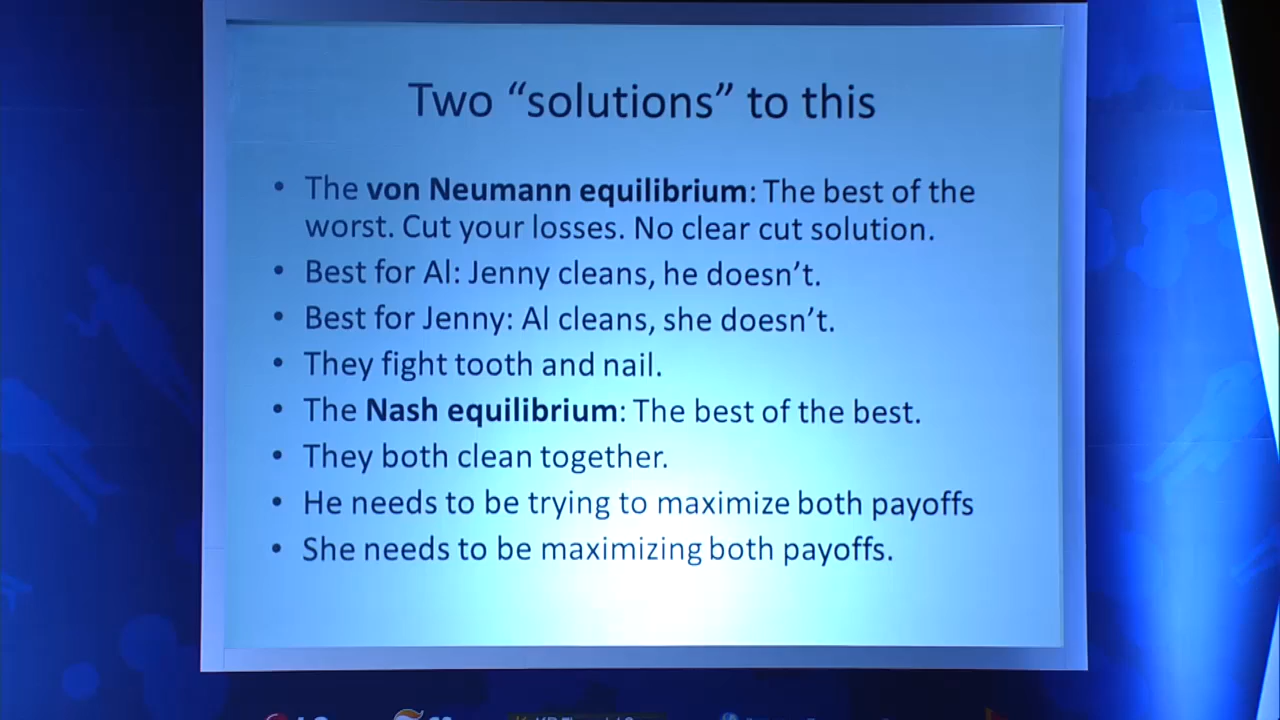 Two “solutions” to this
• The von Neumann equilibrium: The best of the
worst. Cut your losses. No clear cut solution.
• Best for Al: Jenny cleans, he doesn’t.
• Best for Jenny: Al cleans, she doesn’t.
• They fight tooth and nail.
• The Nash equilibrium: The best of the best.
• They both clean together.
• He needs to be trying to maximize both payoffs
• She needs to be maximizing both payoffs.